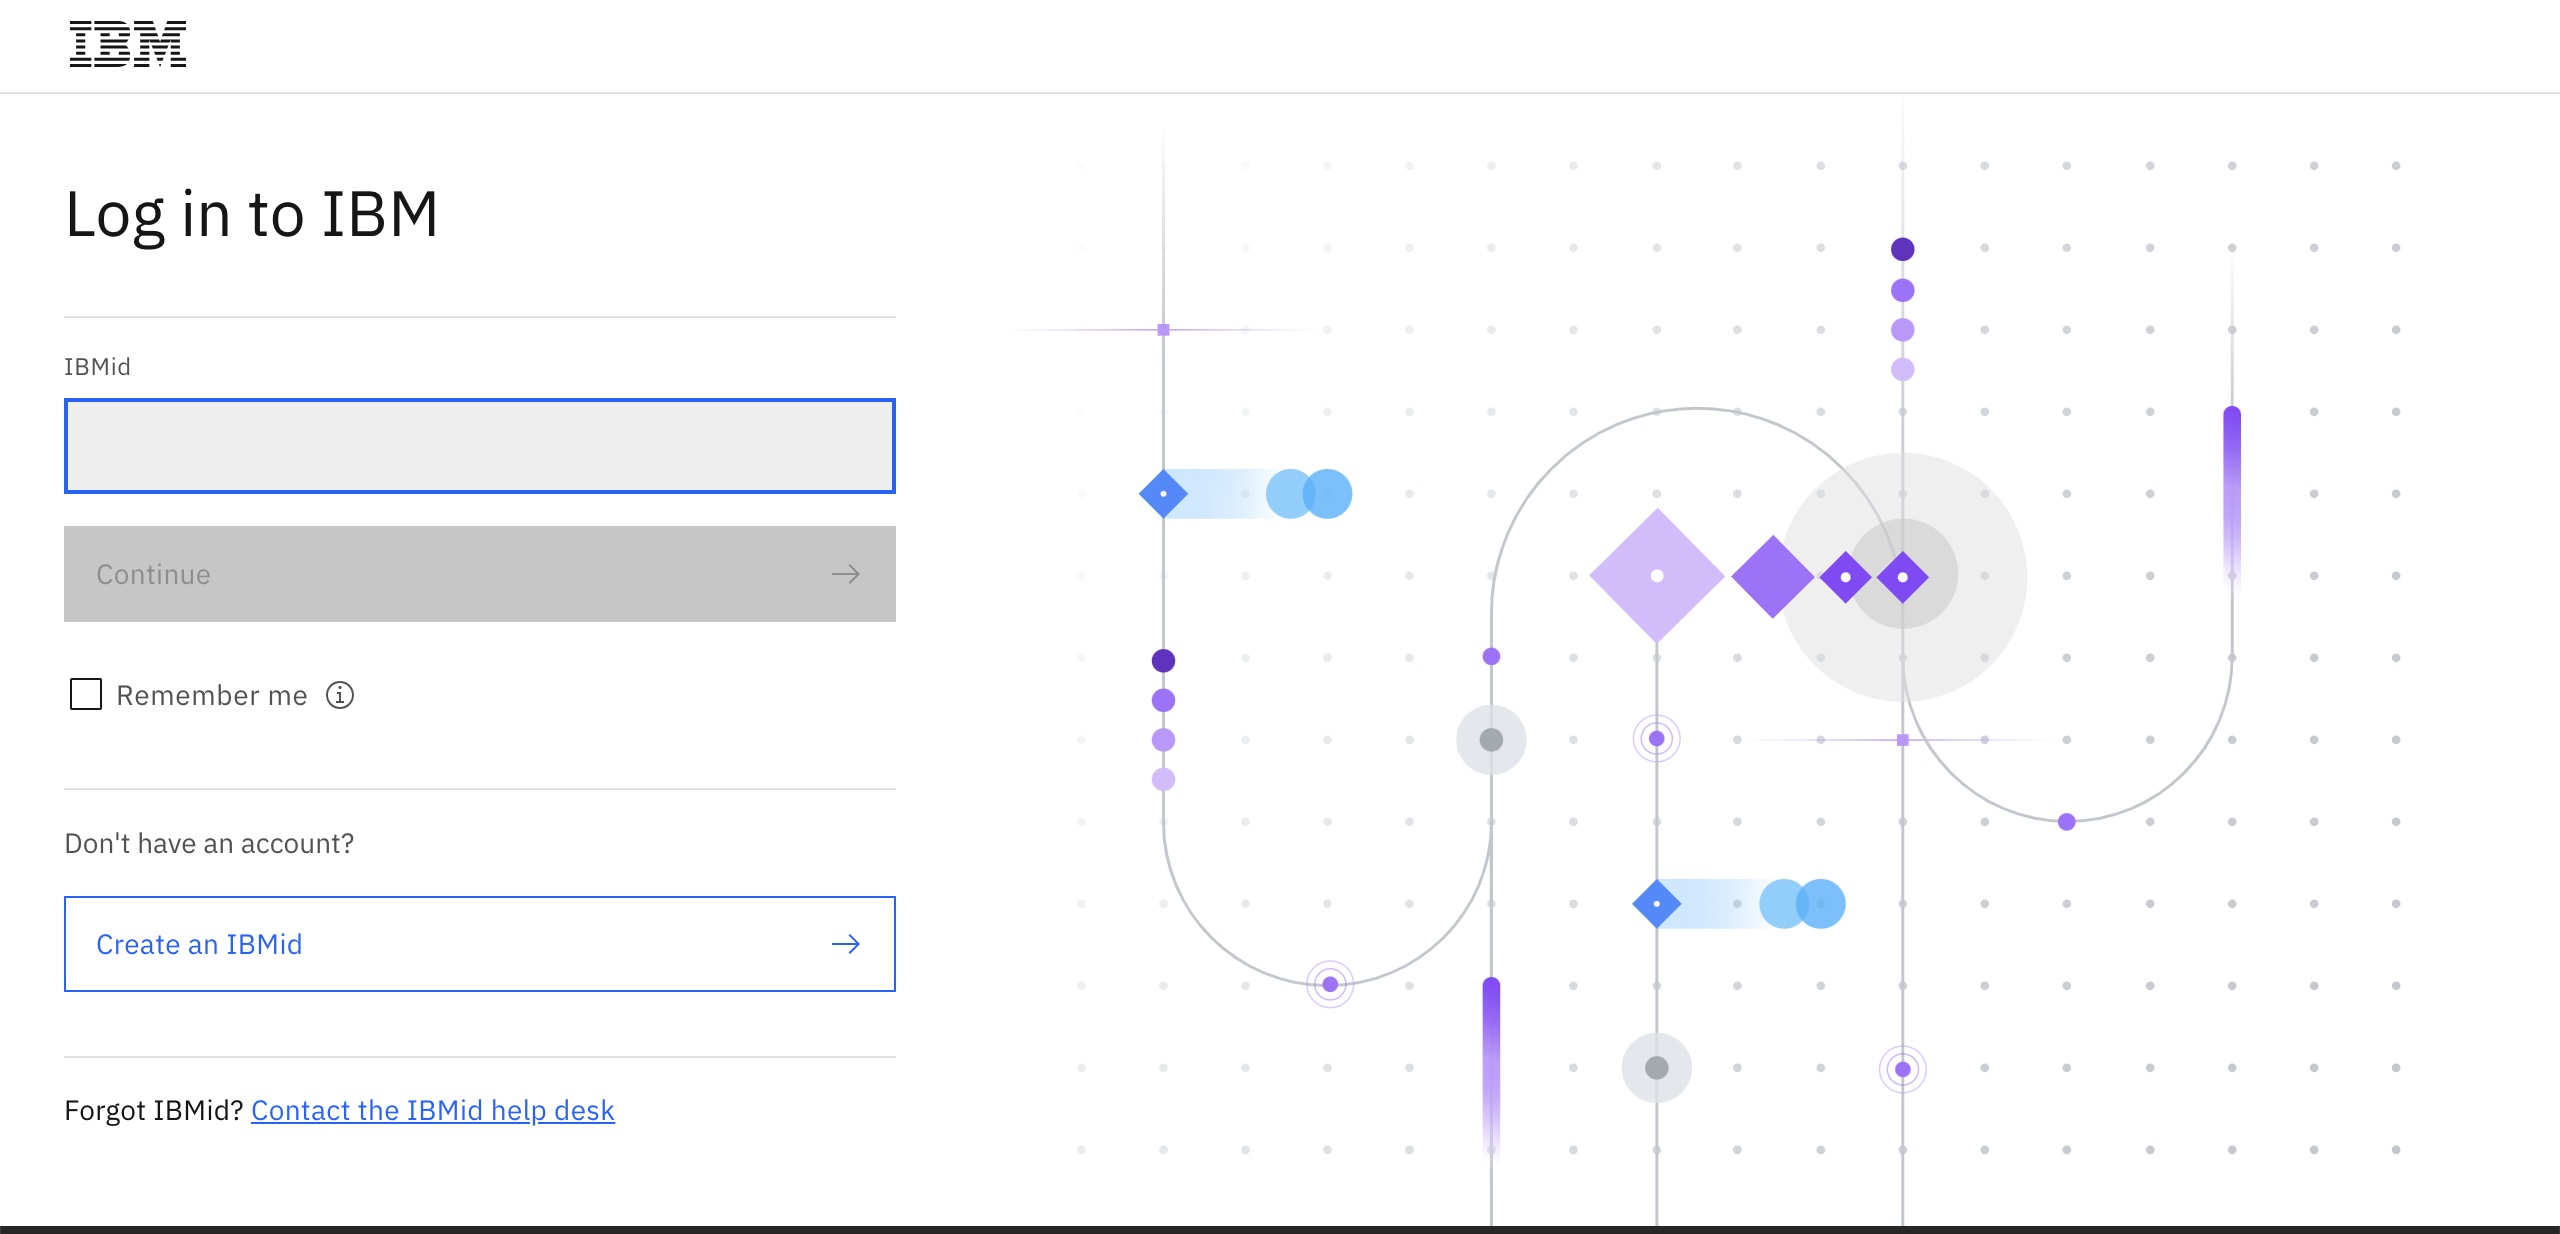 IBM
Log in to IBM
IBMid
Continue
Remember me
Don't have an account?
Create an IBMid
Forgot IBMid? Contact the IBMid help desk